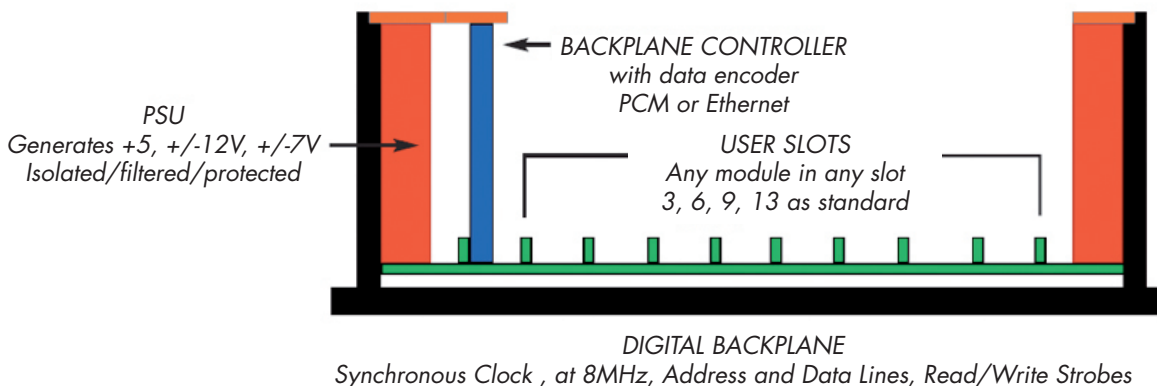 BACKPLANE CONTROLLER
with data encoder
PCM or Ethernet
PSU
Generates +5, +/-12V, +/-7V
Isolated/filtered/protected
USER SLOTS
Any module in any slot
3, 6, 9, 13 as standard
DIGITAL BACKPLANE
Synchronous Clock , at 8MHz, Address and Data Lines, Read/Write Strobes